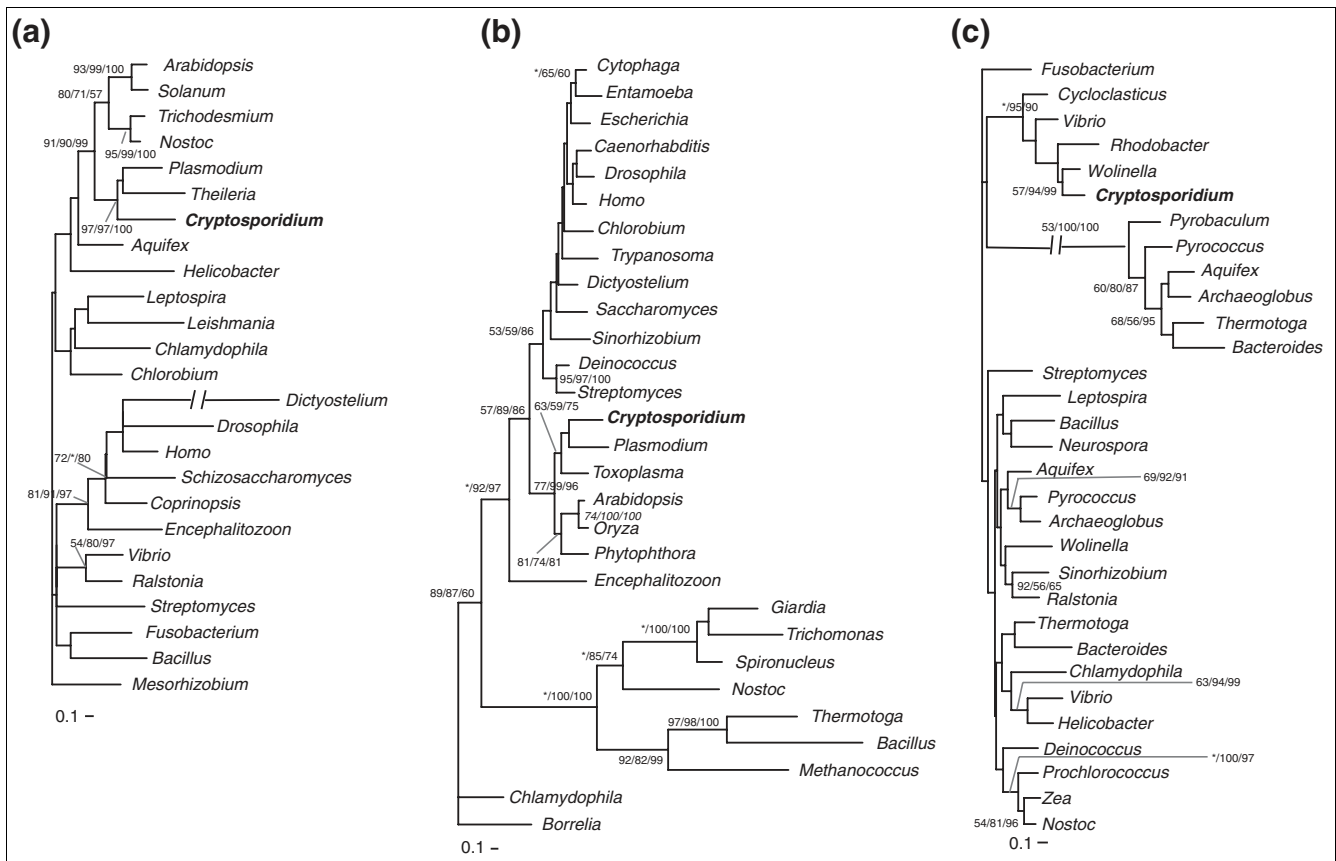 (a)
93/99/100
Arabidopsis
Solanum
80/71/57
Trichodesmium
Nostoc
91/90/99
95/99/100
Plasmodium
Theileria
Cryptosporidium
97/97/100
Aquifex
Helicobacter
Leptospira
Leishmania
Chlamydophila
Chlorobium
Dictyostelium
Drosophila
Homo
72/*/80
Schizosaccharomyces
81/91/97
Coprinopsis
Encephalitozoon
54/80/97
Vibrio
Ralstonia
Streptomyces
Fusobacterium
Bacillus
Mesorhizobium
0.1
(b)
Cytophaga
*/65/60
Entamoeba
Escherichia
Caenorhabditis
Drosophila
Homo
Chlorobium
Trypanosoma
Dictyostelium
Saccharomyces
53/59/86
Sinorhizobium
Deinococcus
95/97/100
Streptomyces
63/59/75
57/89/86
Cryptosporidium
Plasmodium
Toxoplasma
77/99/96
Arabidopsis
74/100/100
Oryza
*/92/97
Phytophthora
81/74/81
Encephalitozoon
89/87/60
Giardia
*/100/100
Trichomonas
*/85/74
Spironucleus
Nostoc
*/100/100
Thermotoga
97/98/100
Bacillus
92/82/99
Methanococcus
Chlamydophila
Borrelia
0.1
(c)
Fusobacterium
Cycloclasticus
*/95/90
Vibrio
Rhodobacter
Wolinella
57/94/99
Cryptosporidium
53/100/100
Pyrobaculum
Pyrococcus
Aquifex
60/80/87
Archaeoglobus
68/56/95
Thermotoga
Bacteroides
Streptomyces
Leptospira
Bacillus
Neurospora
Aquifex
69/92/91
Pyrococcus
Archaeoglobus
Wolinella
Sinorhizobium
92/56/65
Ralstonia
Thermotoga
Bacteroides
Chlamydophila
63/94/99
Vibrio
Helicobacter
Deinococcus
*/100/97
Prochlorococcus
Zea
54/81/96
Nostoc
0.1